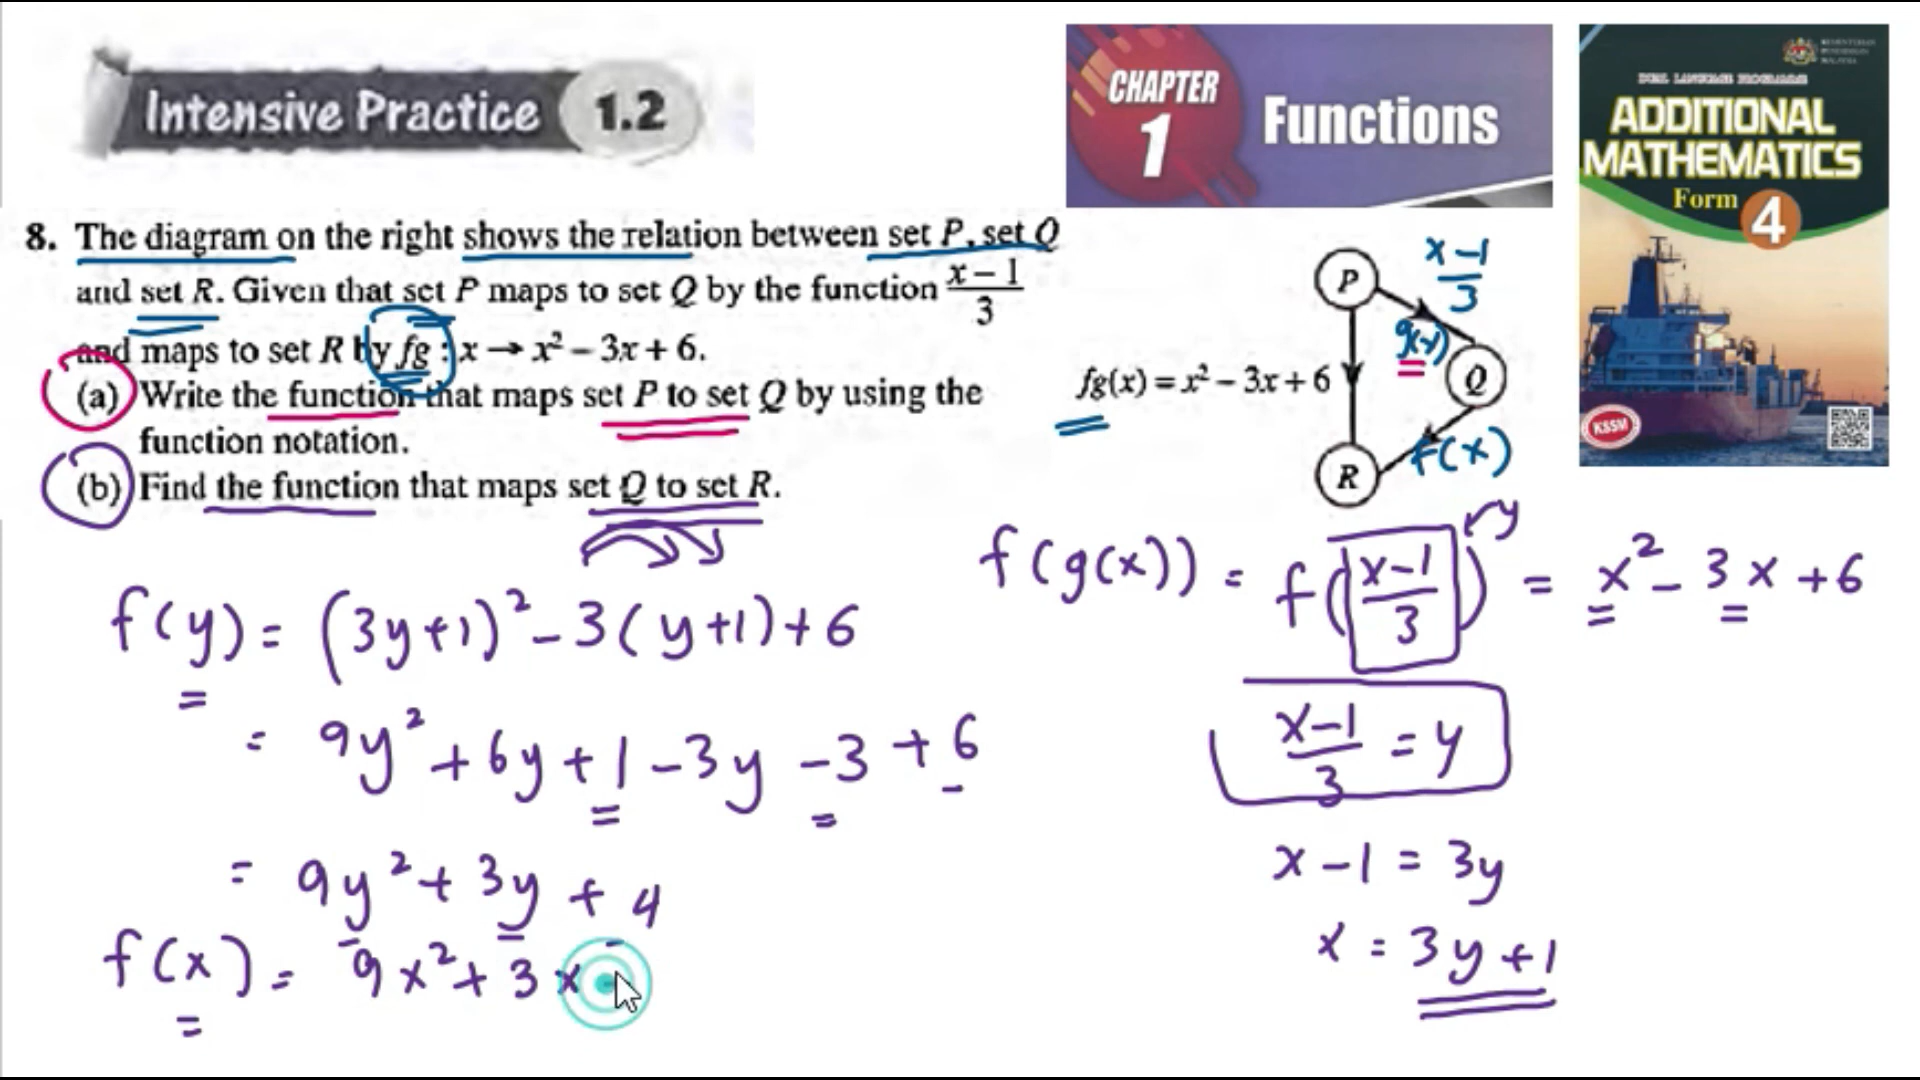 Intensive Practice 1.2
CHAPTER
1
Functions
DUAL LANGUAGE PROGRAMME
ADDITIONAL
MATHEMATICS
Form 4
KSSM
8. The diagram on the right shows the relation between set P, set Q
and set R. Given that set P maps to set Q by the function x – 1 / 3
and maps to set R by fg : x → x² – 3x + 6.
(a) Write the function that maps set P to set Q by using the
function notation.
(b) Find the function that maps set Q to set R.
P
x-1/3
g(x)
fg(x) = x² – 3x + 6
Q
f(x)
R
f(g(x)) = f(x-1/3) = x² - 3x + 6
y
f(y) = (3y+1)² - 3(y+1) + 6
= 9y² + 6y + 1 - 3y - 3 + 6
= 9y² + 3y + 4
f(x) = 9x² + 3x
x-1/3 = y
x - 1 = 3y
x = 3y + 1